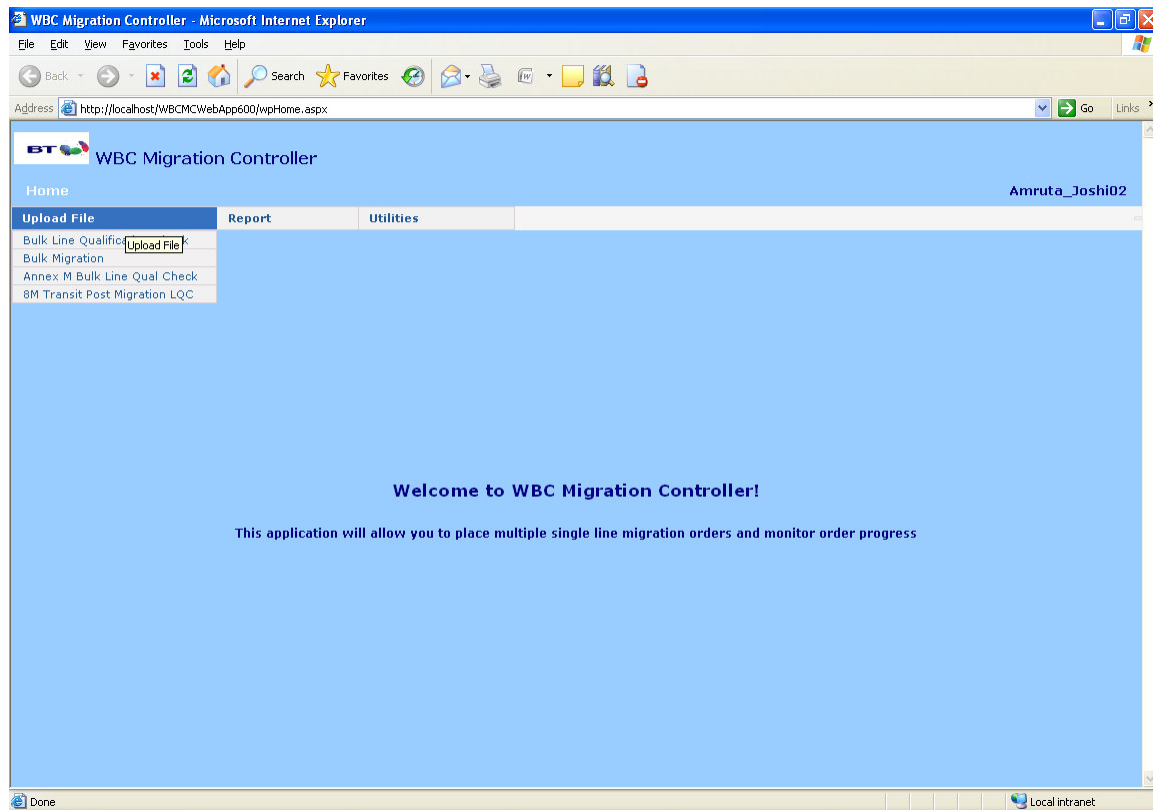 WBC Migration Controller - Microsoft Internet Explorer
File Edit View Favorites Tools Help
Back Search Favorites
Address http://localhost/WBCMCWebApp600/wpHome.aspx Go Links
BT WBC Migration Controller
Home Amruta_Joshi02
Upload File Report Utilities
Bulk Line
Upload File
Bulk Migration
Annex M Bulk Line Qual Check
8M Transit Post Migration LQC
Welcome to WBC Migration Controller!
This application will allow you to place multiple single line migration orders and monitor order progress
Done Local intranet